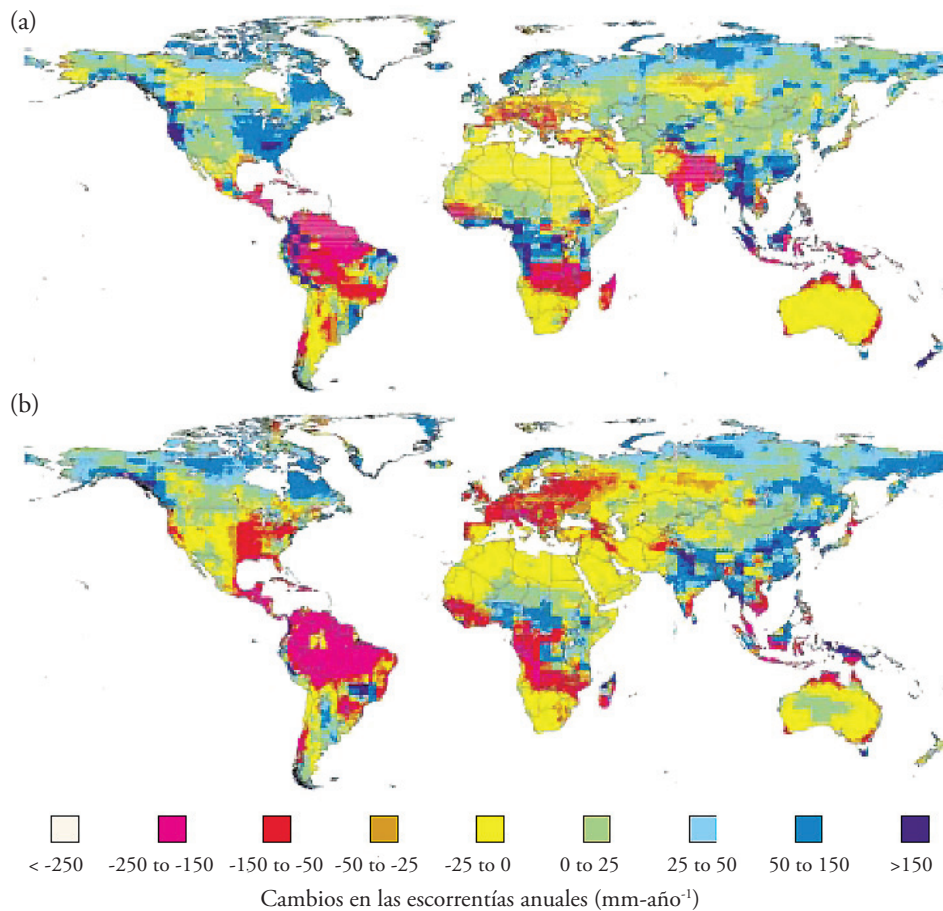 (a)
(b)
< -250 -250 to -150 -150 to -50 -50 to -25 -25 to 0 0 to 25 25 to 50 50 to 150 >150
Cambios en las escorrentías anuales (mm-año⁻¹)